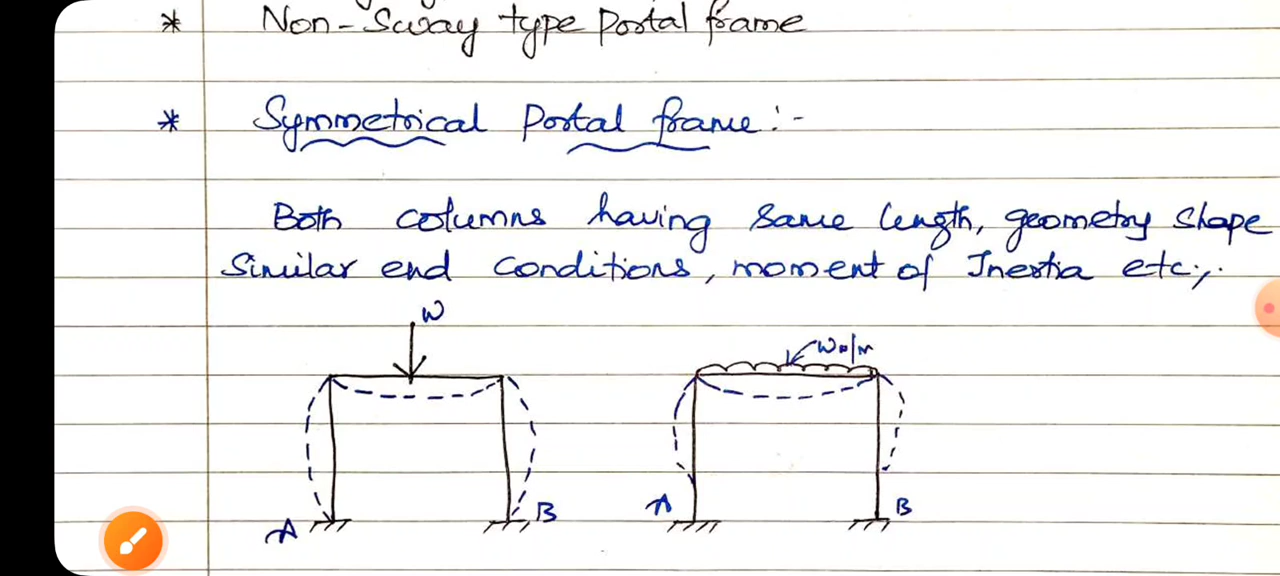 * Non-Sway type Portal frame
* Symmetrical Portal frame:-
Both columns having same length, geometry shape
Similar end conditions, moment of Inertia etc.,.
W
A
B
A
B